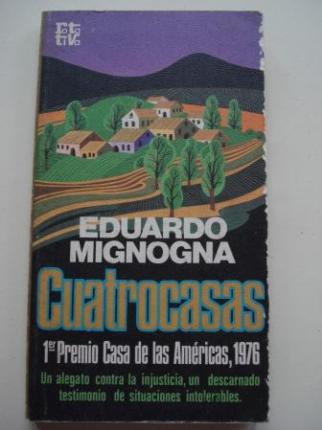 EDUARDO
MIGNOGNA
Cuatrocasas
1er Premio Casa de las Américas, 1976
Un alegato contra la injusticia, un descarnado
testimonio de situaciones intolerables.